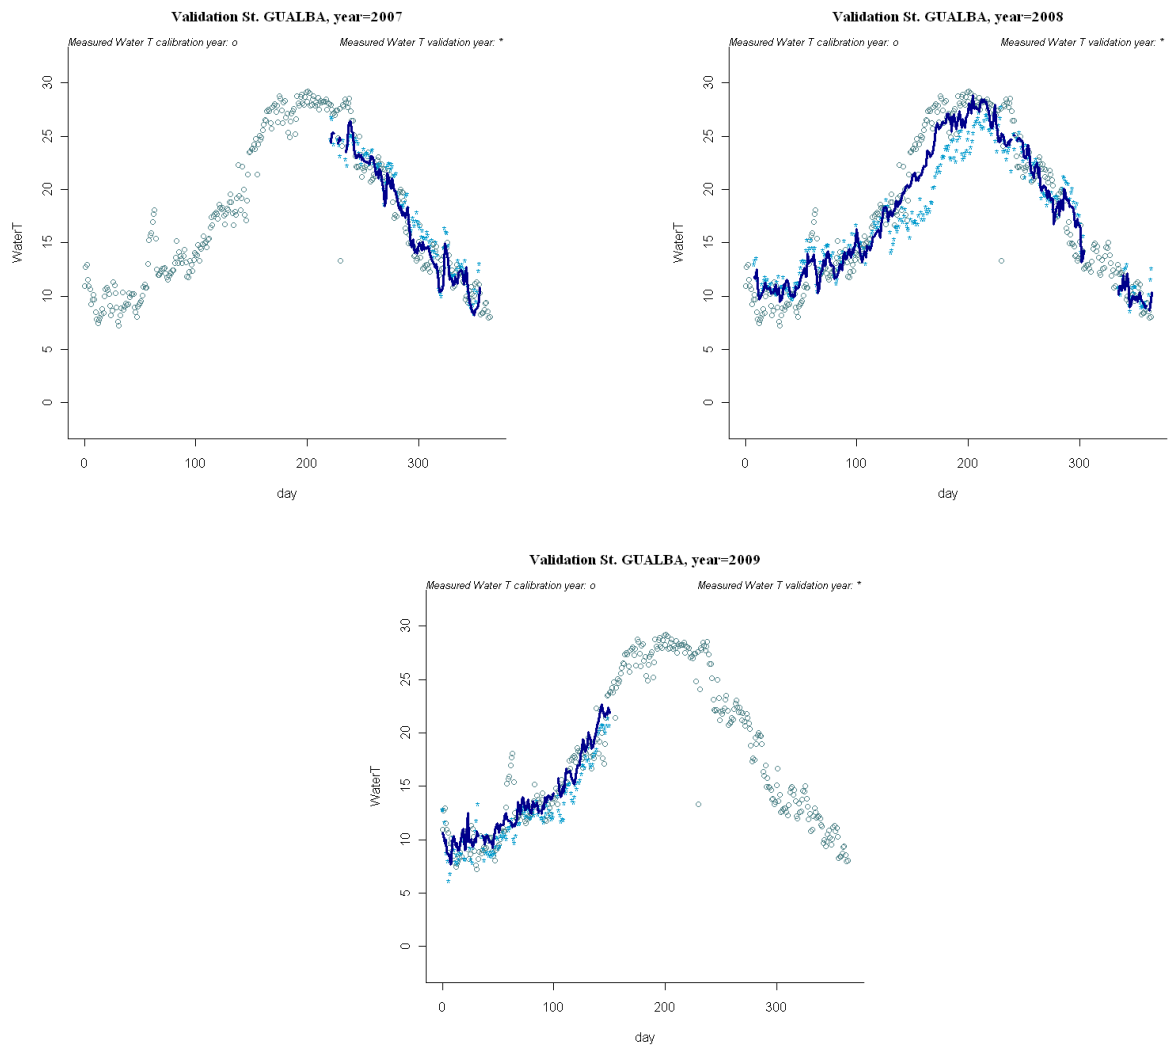 Validation St. GUALBA, year=2007
Measured Water T calibration year: o
Measured Water T validation year: *
WaterT
30
25
20
15
10
5
0
0
100
200
300
day
Validation St. GUALBA, year=2008
Measured Water T calibration year: o
Measured Water T validation year: *
WaterT
30
25
20
15
10
5
0
0
100
200
300
day
Validation St. GUALBA, year=2009
Measured Water T calibration year: o
Measured Water T validation year: *
WaterT
30
25
20
15
10
5
0
0
100
200
300
day